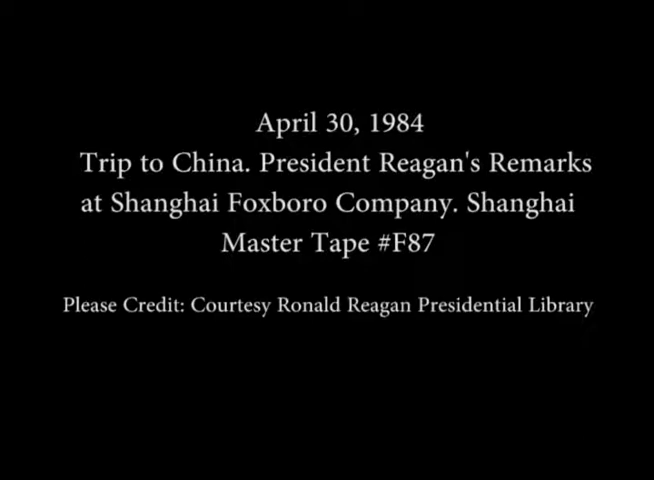 April 30, 1984
Trip to China. President Reagan's Remarks
at Shanghai Foxboro Company. Shanghai
Master Tape #F87
Please Credit: Courtesy Ronald Reagan Presidential Library